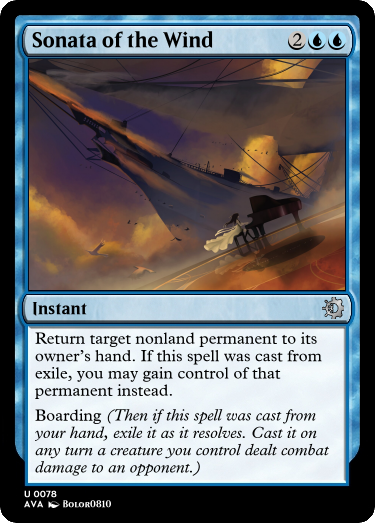 Sonata of the Wind 2
Instant
Return target nonland permanent to its
owner's hand. If this spell was cast from
exile, you may gain control of that
permanent instead.
Boarding (Then if this spell was cast from
your hand, exile it as it resolves. Cast it on
any turn a creature you control dealt combat
damage to an opponent.)
U 0078
AVA Bolor0810